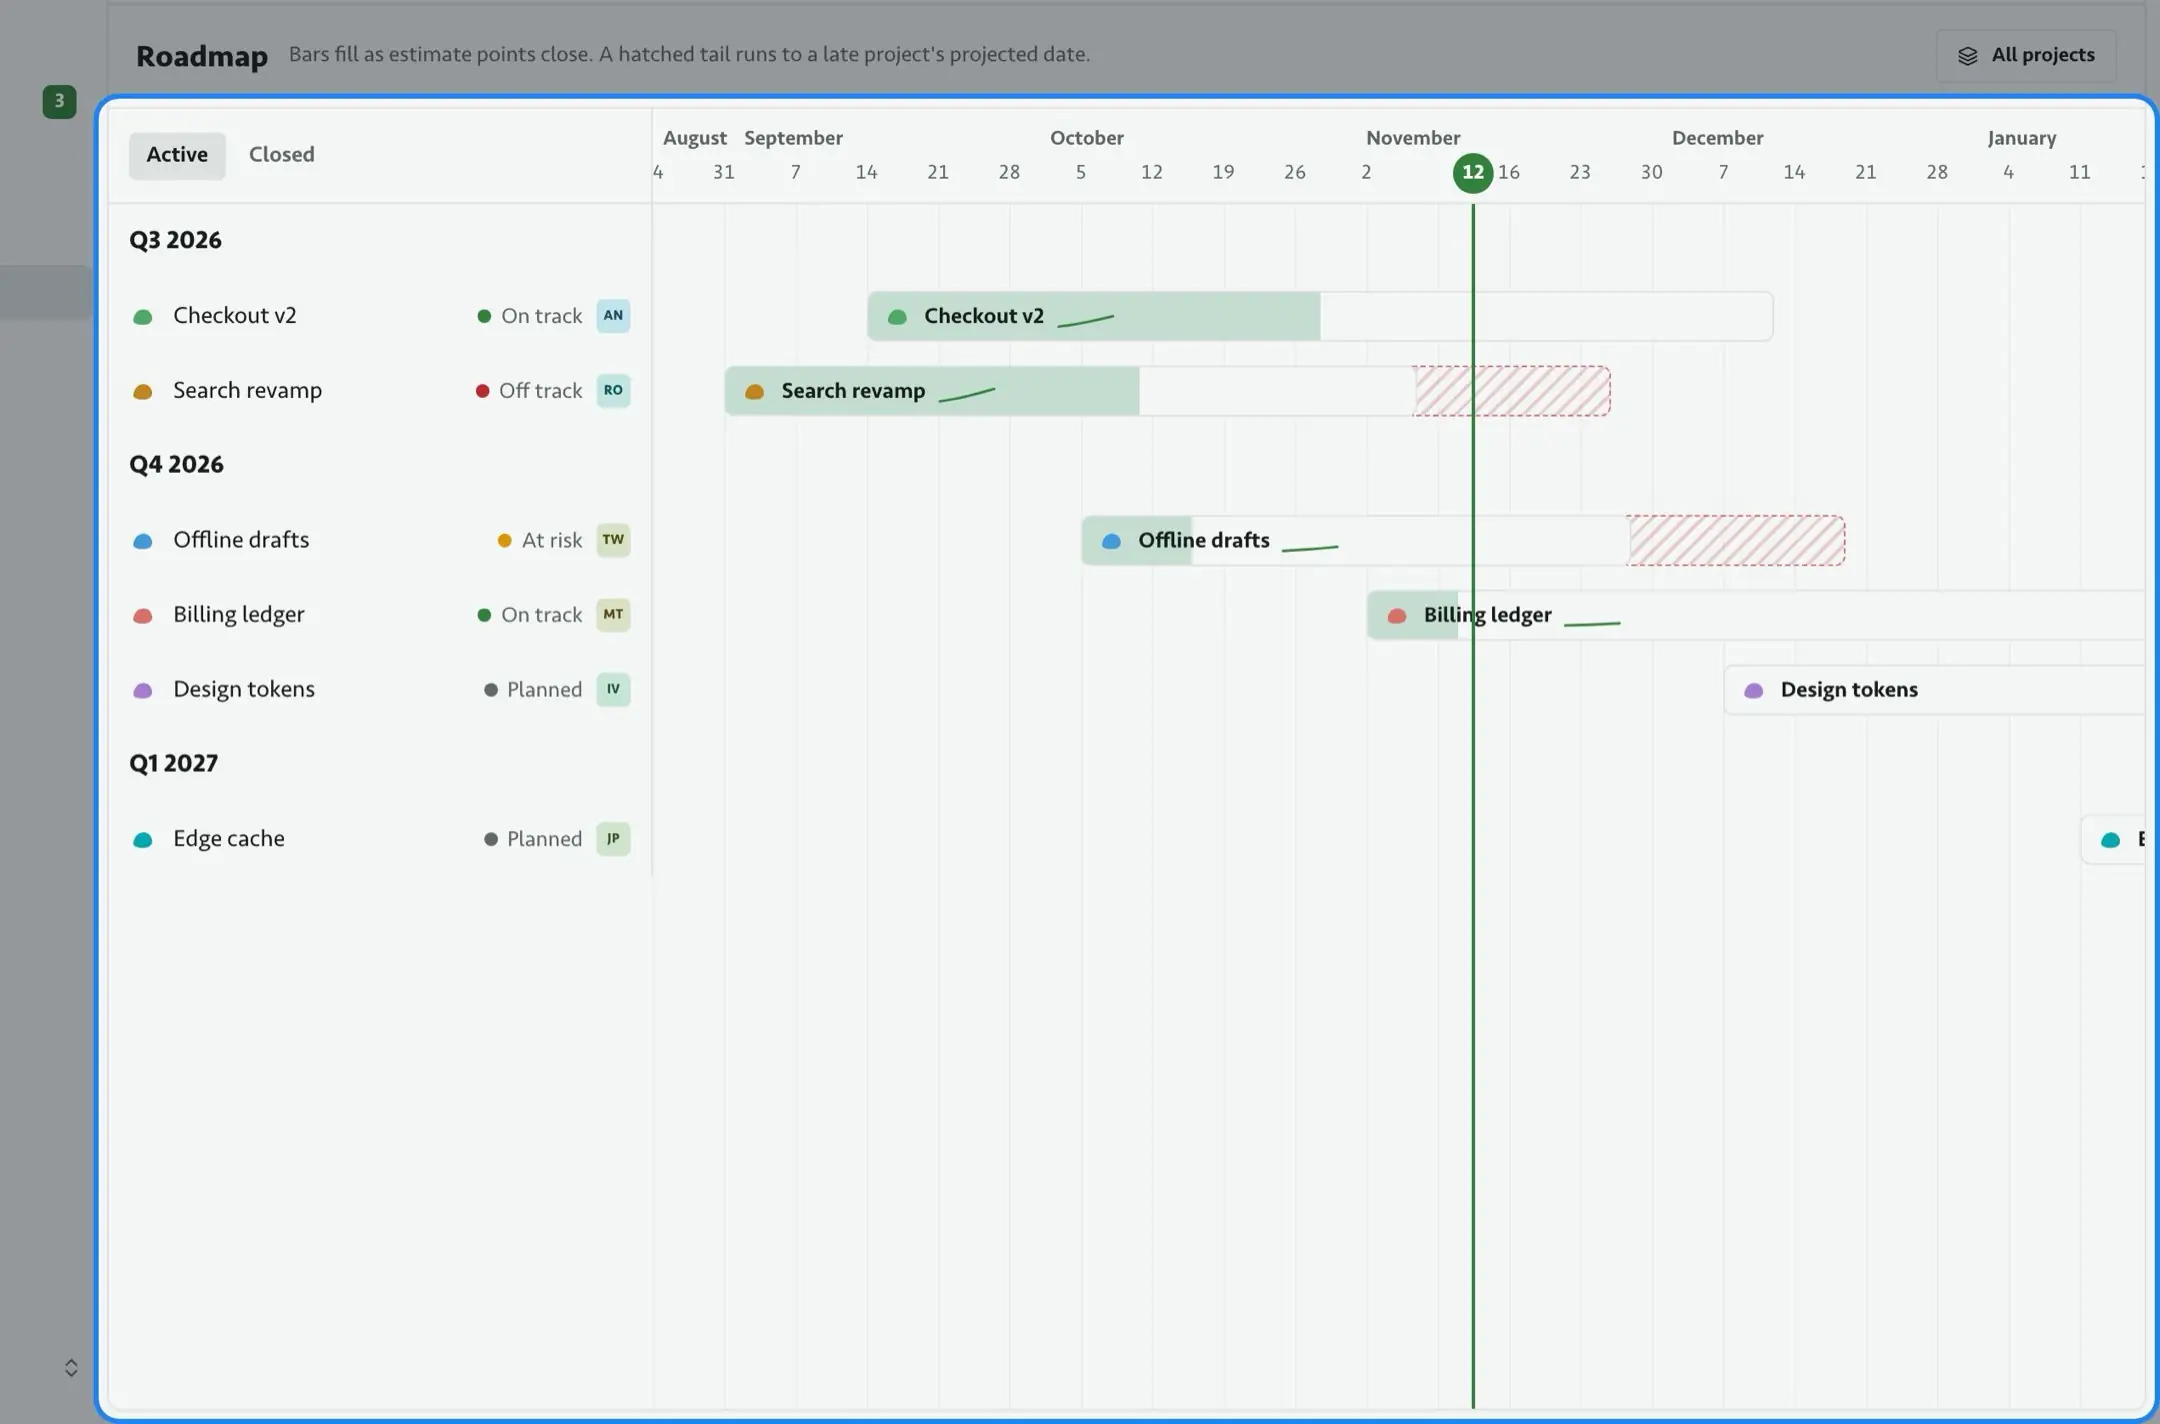 Roadmap Bars fill as estimate points close. A hatched tail runs to a late project's projected date. All projects
3
Active Closed
August September October November December January
4 31 7 14 21 28 5 12 19 26 2 12 16 23 30 7 14 21 28 4 11
Q3 2026
Checkout v2 On track AN Checkout v2
Search revamp Off track RO Search revamp
Q4 2026
Offline drafts At risk TW Offline drafts
Billing ledger On track MT Billing ledger
Design tokens Planned IV Design tokens
Q1 2027
Edge cache Planned JP